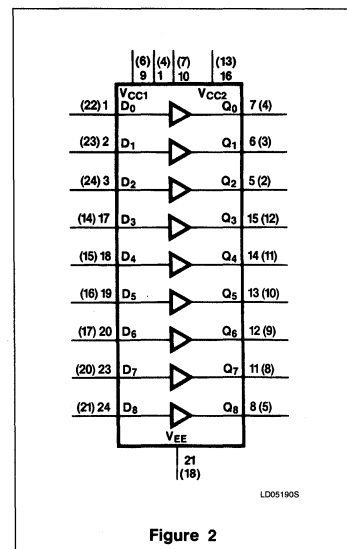 (6) (4) (7) (13)
9 1 10 16
VCC1 VCC2
(22) 1 D0 Q0 7 (4)
(23) 2 D1 Q1 6 (3)
(24) 3 D2 Q2 5 (2)
(14) 17 D3 Q3 15 (12)
(15) 18 D4 Q4 14 (11)
(16) 19 D5 Q5 13 (10)
(17) 20 D6 Q6 12 (9)
(20) 23 D7 Q7 11 (8)
(21) 24 D8 Q8 8 (5)
VEE
21
(18)
LD05190S
Figure 2